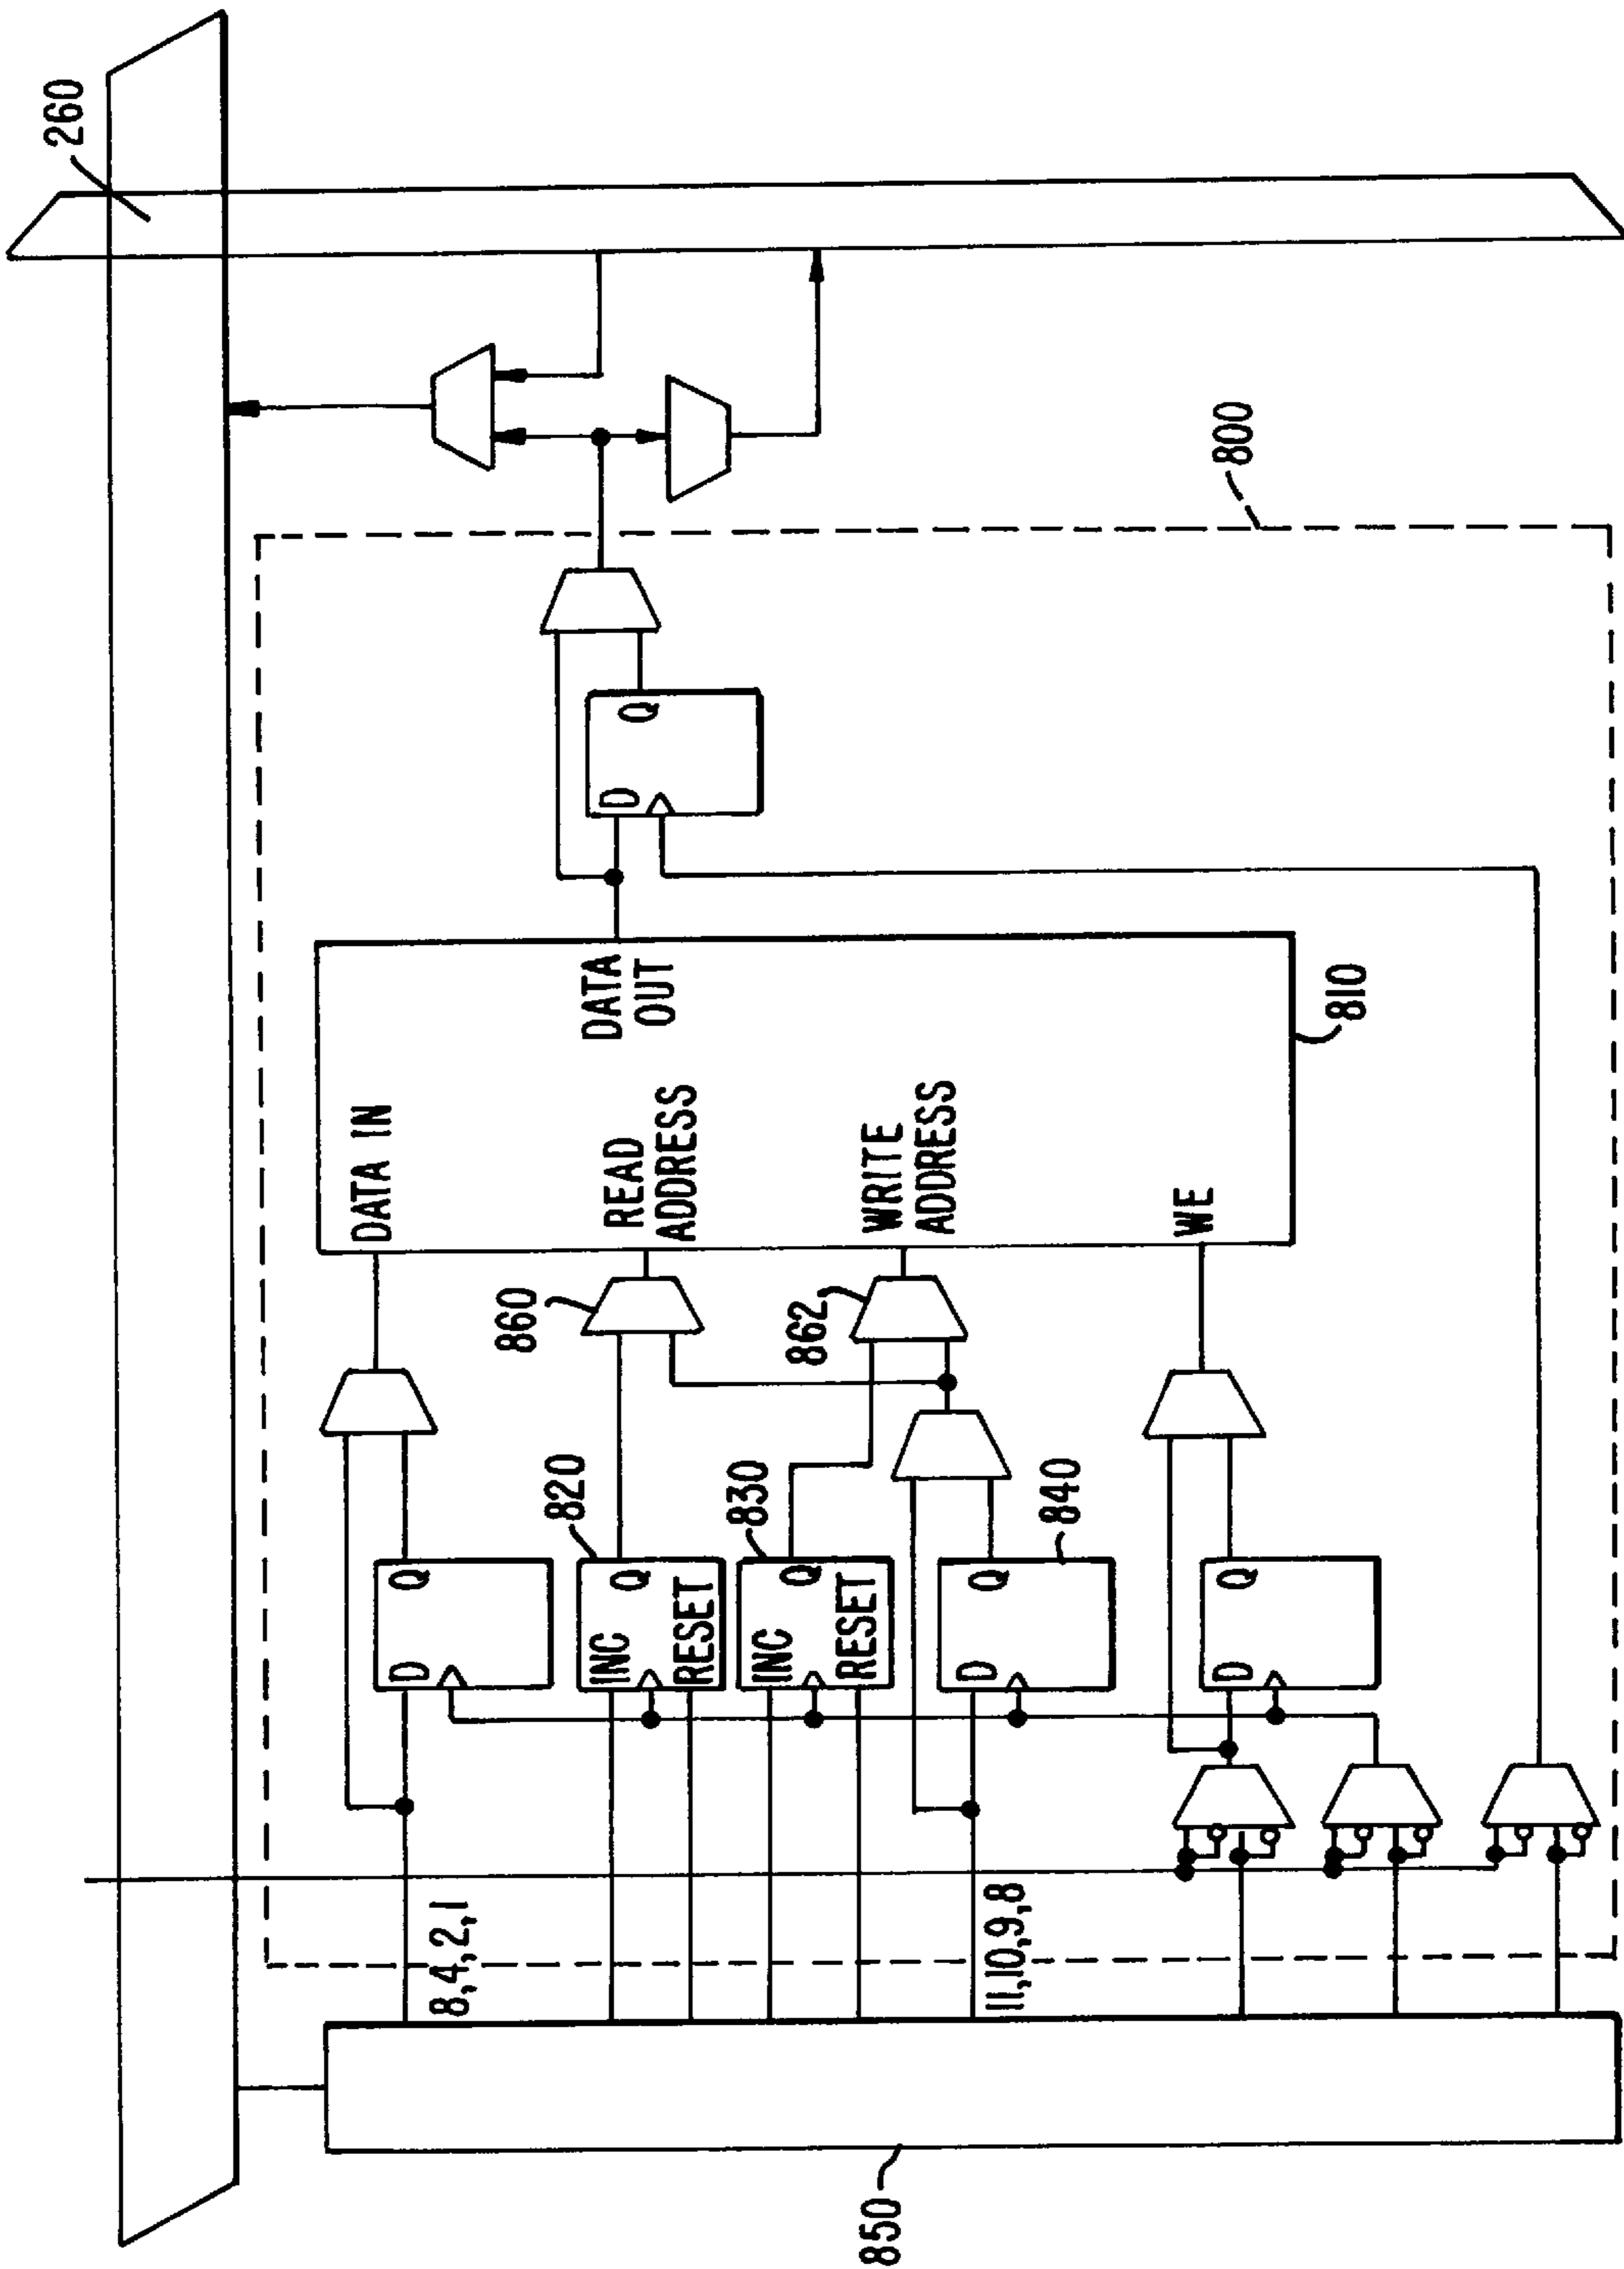 260
800
8,4,2,1
D
Q
DATA IN
820
INC
Q
RESET
860
READ
ADDRESS
DATA
OUT
D
Q
830
INC
Q
RESET
862
WRITE
ADDRESS
11,10,9,8
D
Q
840
D
Q
WE
810
850